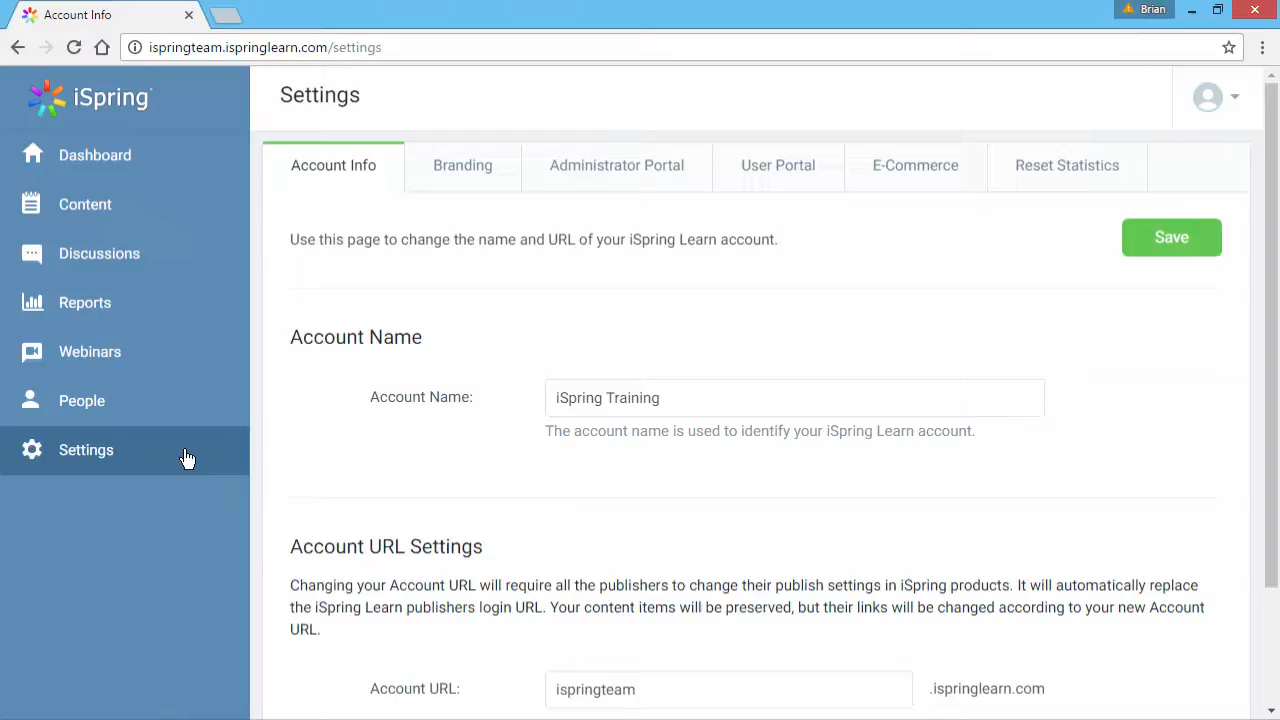 Account Info
Brian
ispringteam.ispringlearn.com/settings
iSpring
Settings
Dashboard
Content
Discussions
Reports
Webinars
People
Settings
Account Info
Branding
Administrator Portal
User Portal
E-Commerce
Reset Statistics
Use this page to change the name and URL of your iSpring Learn account.
Save
Account Name
Account Name:
iSpring Training
The account name is used to identify your iSpring Learn account.
Account URL Settings
Changing your Account URL will require all the publishers to change their publish settings in iSpring products. It will automatically replace
the iSpring Learn publishers login URL. Your content items will be preserved, but their links will be changed according to your new Account
URL.
Account URL:
ispringteam
.ispringlearn.com